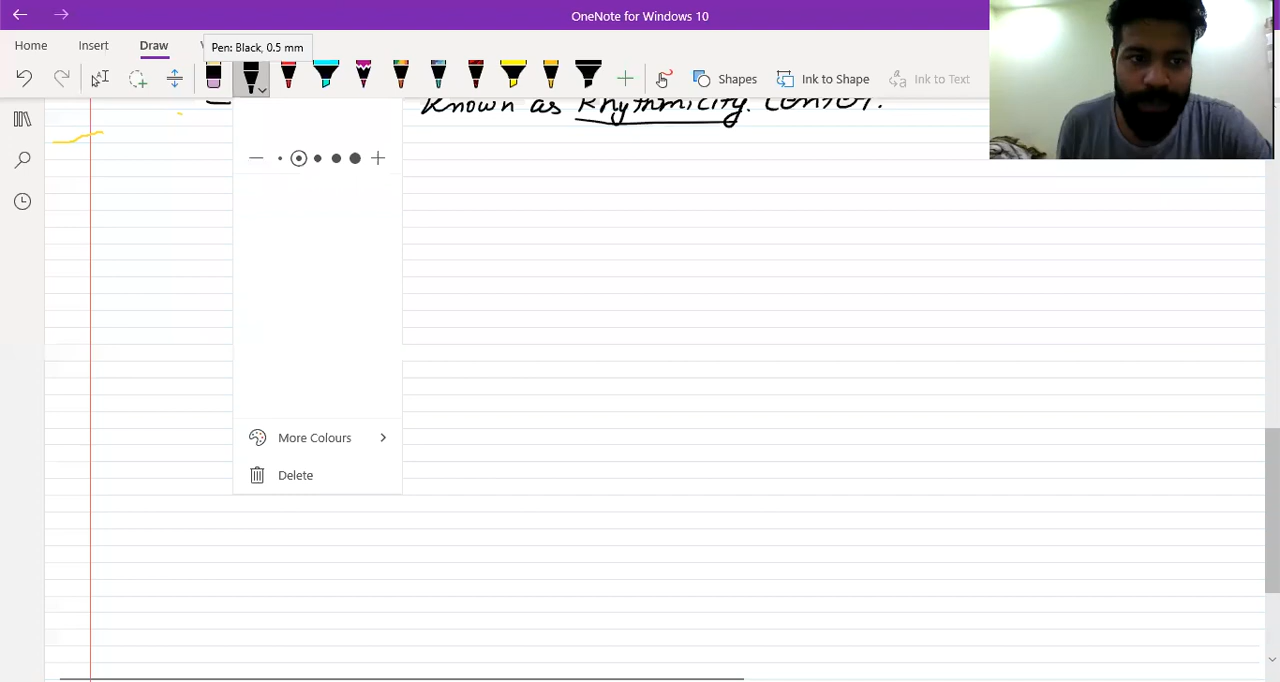 OneNote for Windows 10
Home Insert Draw
Pen: Black, 0.5 mm
Shapes Ink to Shape Ink to Text
known as Rhythmicity
More Colours
Delete